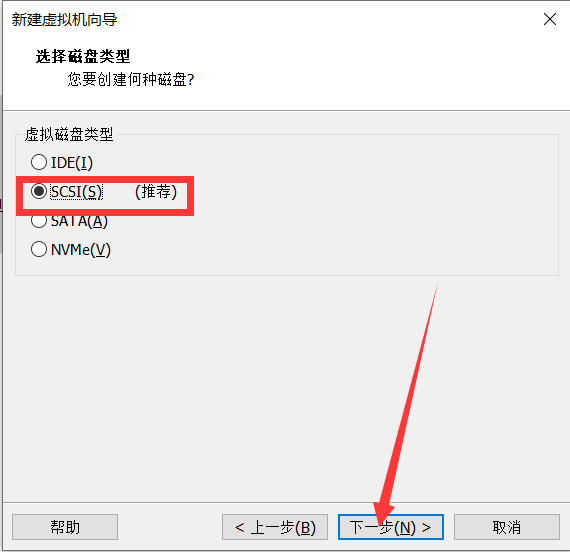 新建虚拟机向导
选择磁盘类型
您要创建何种磁盘?
虚拟磁盘类型
IDE(I)
SCSI(S) (推荐)
SATA(A)
NVMe(V)
帮助
< 上一步(B)
下一步(N) >
取消